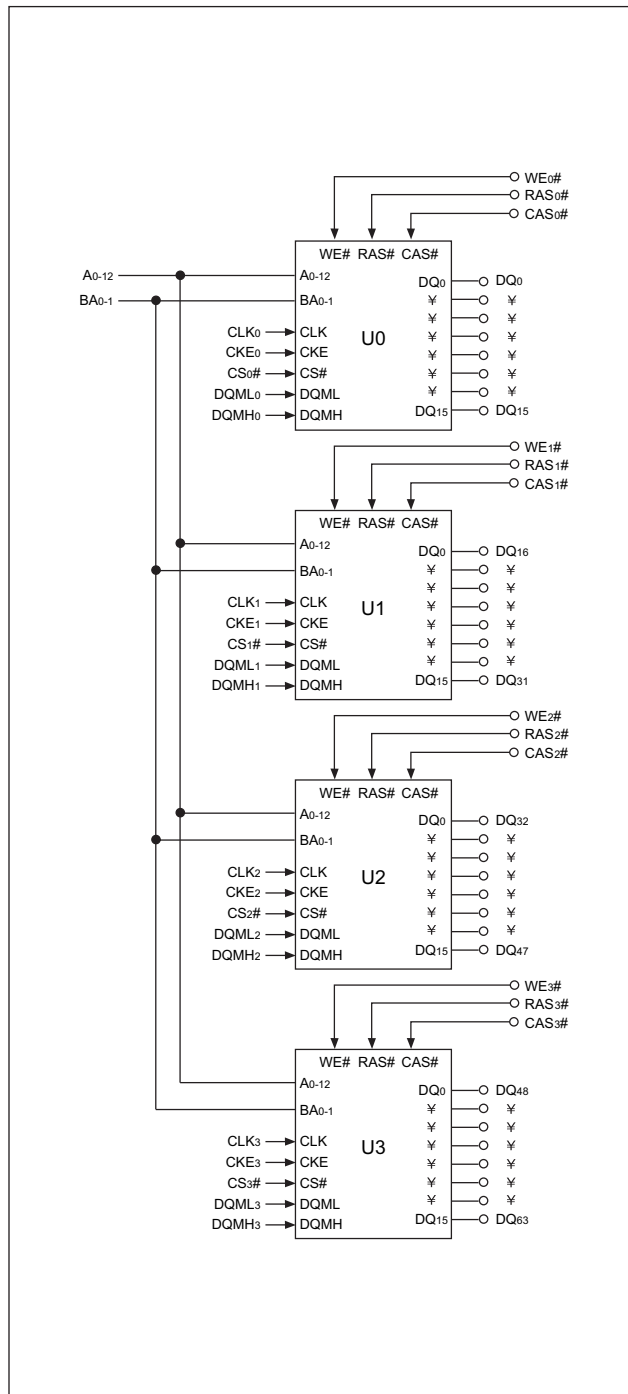 WE0#
RAS0#
CAS0#
WE# RAS# CAS#
A0-12 A0-12 DQ0 DQ0
BA0-1 BA0-1 ¥ ¥
¥ ¥
CLK0 CLK ¥ ¥
CKE0 CKE U0 ¥ ¥
CS0# CS# ¥ ¥
DQML0 DQML ¥ ¥
DQMH0 DQMH DQ15 DQ15
WE1#
RAS1#
CAS1#
WE# RAS# CAS#
A0-12 DQ0 DQ16
BA0-1 ¥ ¥
¥ ¥
CLK1 CLK ¥ ¥
CKE1 CKE U1 ¥ ¥
CS1# CS# ¥ ¥
DQML1 DQML ¥ ¥
DQMH1 DQMH DQ15 DQ31
WE2#
RAS2#
CAS2#
WE# RAS# CAS#
A0-12 DQ0 DQ32
BA0-1 ¥ ¥
¥ ¥
CLK2 CLK ¥ ¥
CKE2 CKE U2 ¥ ¥
CS2# CS# ¥ ¥
DQML2 DQML ¥ ¥
DQMH2 DQMH DQ15 DQ47
WE3#
RAS3#
CAS3#
WE# RAS# CAS#
A0-12 DQ0 DQ48
BA0-1 ¥ ¥
¥ ¥
CLK3 CLK ¥ ¥
CKE3 CKE U3 ¥ ¥
CS3# CS# ¥ ¥
DQML3 DQML ¥ ¥
DQMH3 DQMH DQ15 DQ63